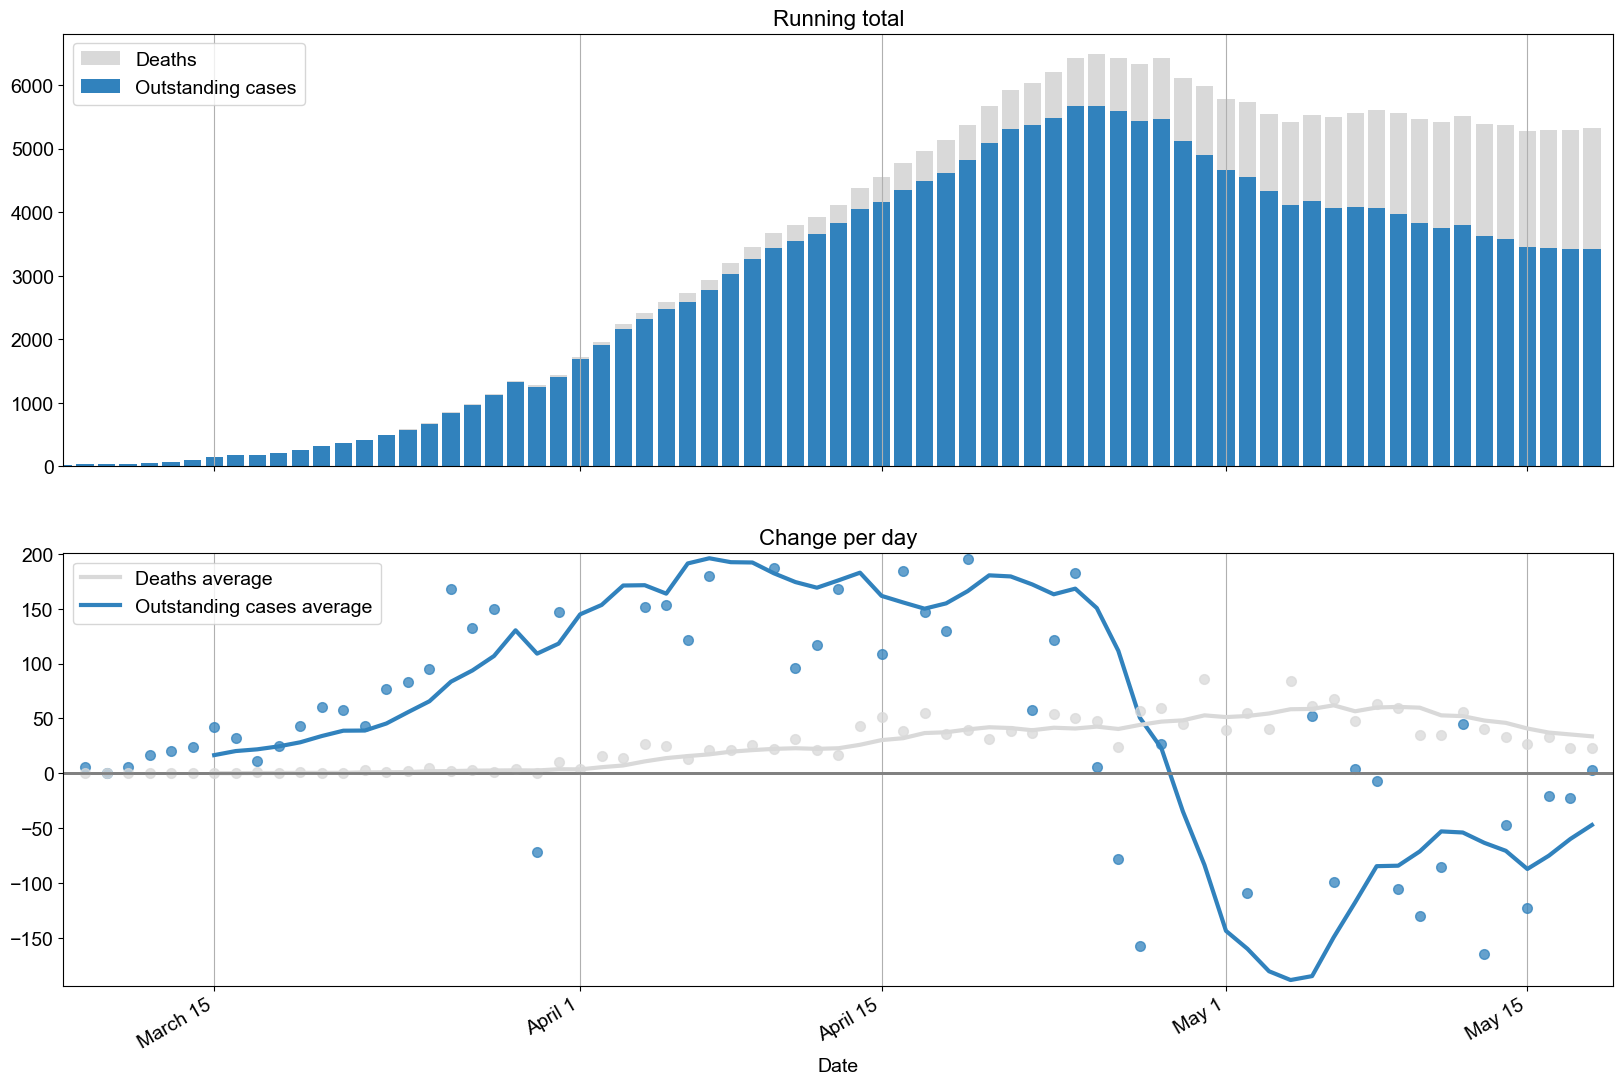 Running total
Deaths
Outstanding cases
6000
5000
4000
3000
2000
1000
0
Change per day
Deaths average
Outstanding cases average
200
150
100
50
0
−50
−100
−150
March 15
April 1
April 15
May 1
May 15
Date